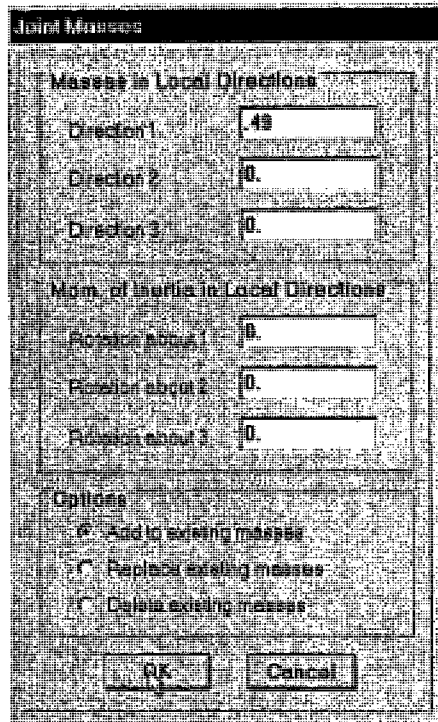 Joint Masses
Masses in Local Directions
Direction 1 .49
Direction 2 0.
Direction 3 0.
Mom. of Inertia in Local Directions
Rotation about 1 0.
Rotation about 2 0.
Rotation about 3 0.
Options
Add to existing masses
Replace existing masses
Delete existing masses
OK Cancel